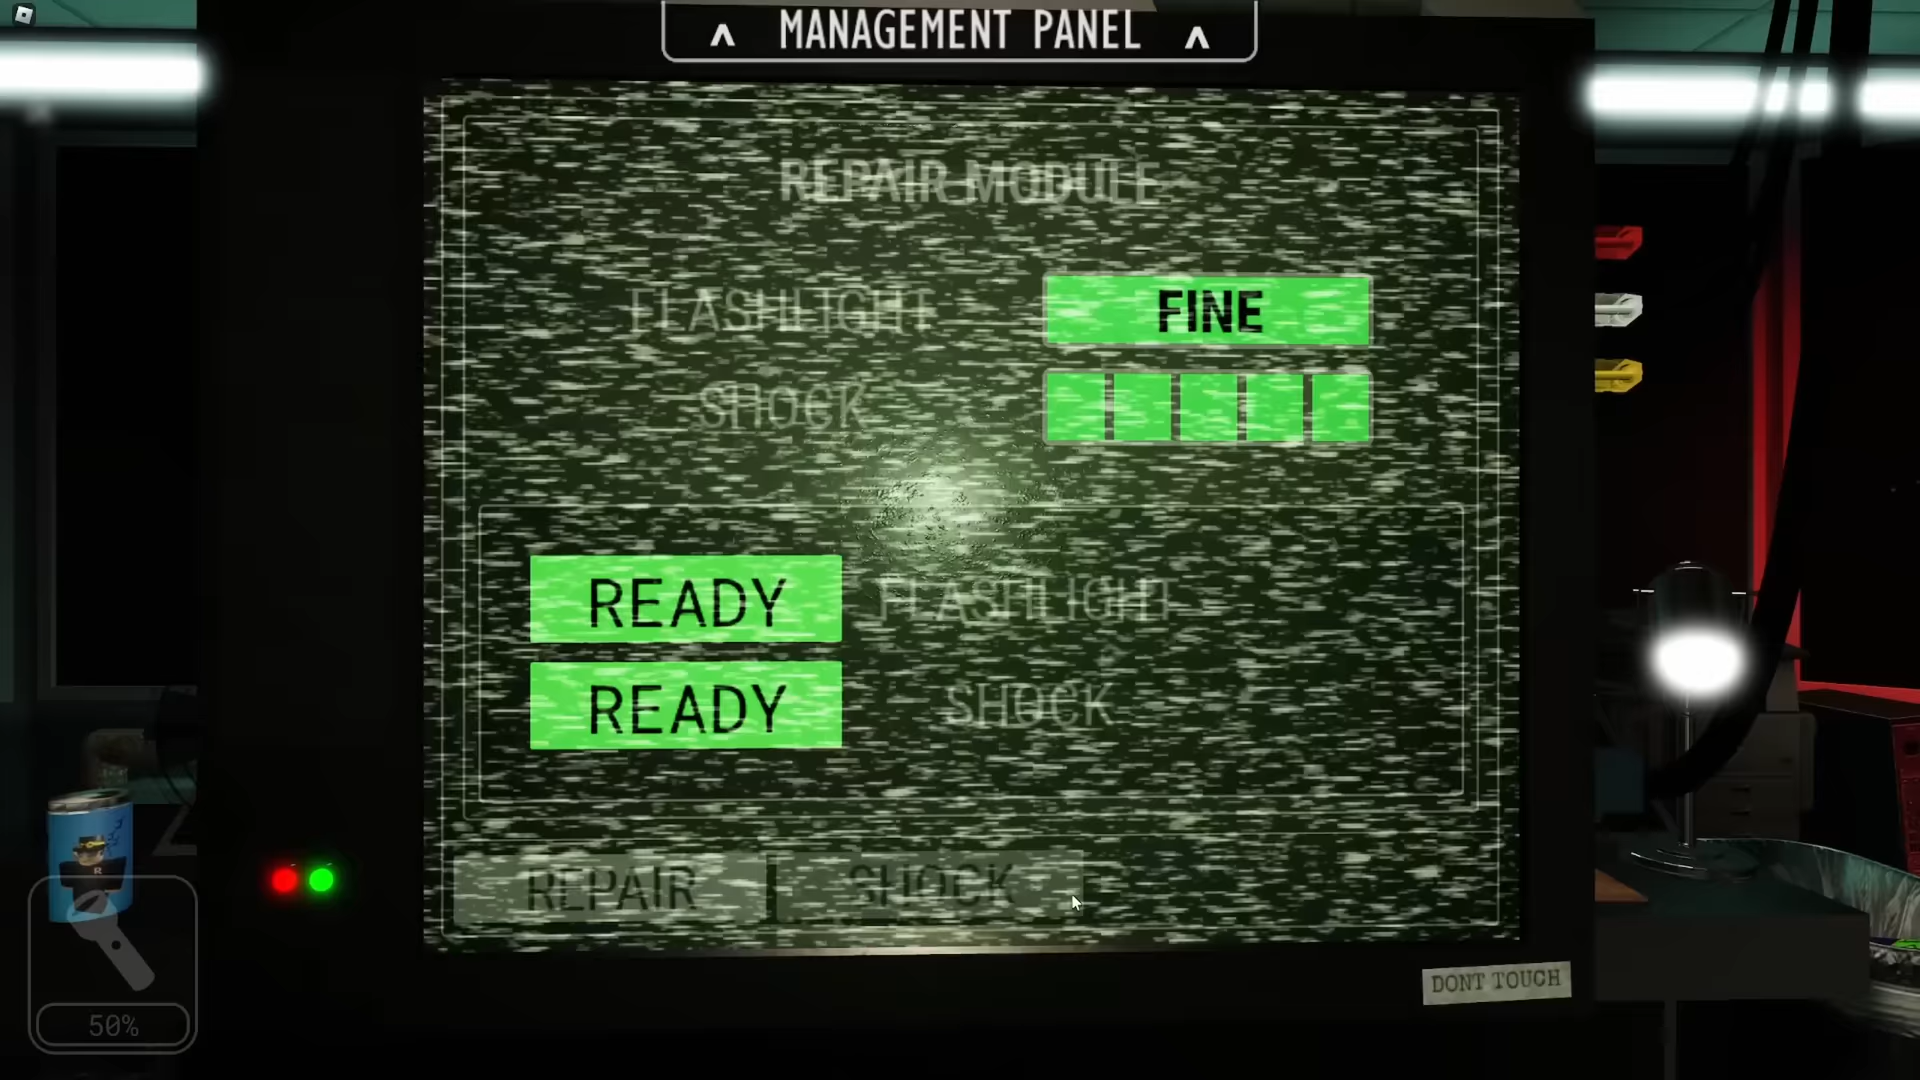 ^ MANAGEMENT PANEL ^
REPAIR MODULE
FLASHLIGHT FINE
SHOCK
READY FLASHLIGHT
READY SHOCK
REPAIR SHOCK
DONT TOUCH
R
50%